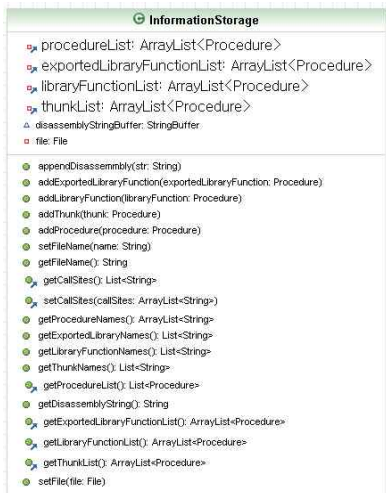 InformationStorage
procedureList: ArrayList<Procedure>
exportedLibraryFunctionList: ArrayList<Procedure>
libraryFunctionList: ArrayList<Procedure>
thunkList: ArrayList<Procedure>
disassemblyStringBuffer: StringBuffer
file: File
appendDisassemmbly(str: String)
addExportedLibraryFunction(exportedLibraryFunction: Procedure)
addLibraryFunction(libraryFunction: Procedure)
addThunk(thunk: Procedure)
addProcedure(procedure: Procedure)
setFileName(name: String)
getFileName(): String
getCallSites(): List<String>
setCallSites(callSites: ArrayList<String>)
getProcedureNames(): ArrayList<String>
getExportedLibraryNames(): List<String>
getLibraryFunctionNames(): List<String>
getThunkNames(): List<String>
getProcedureList(): List<Procedure>
getDisassemblyString(): String
getExportedLibraryFunctionList(): ArrayList<Procedure>
getLibraryFunctionList(): ArrayList<Procedure>
getThunkList(): ArrayList<Procedure>
setFile(file: File)